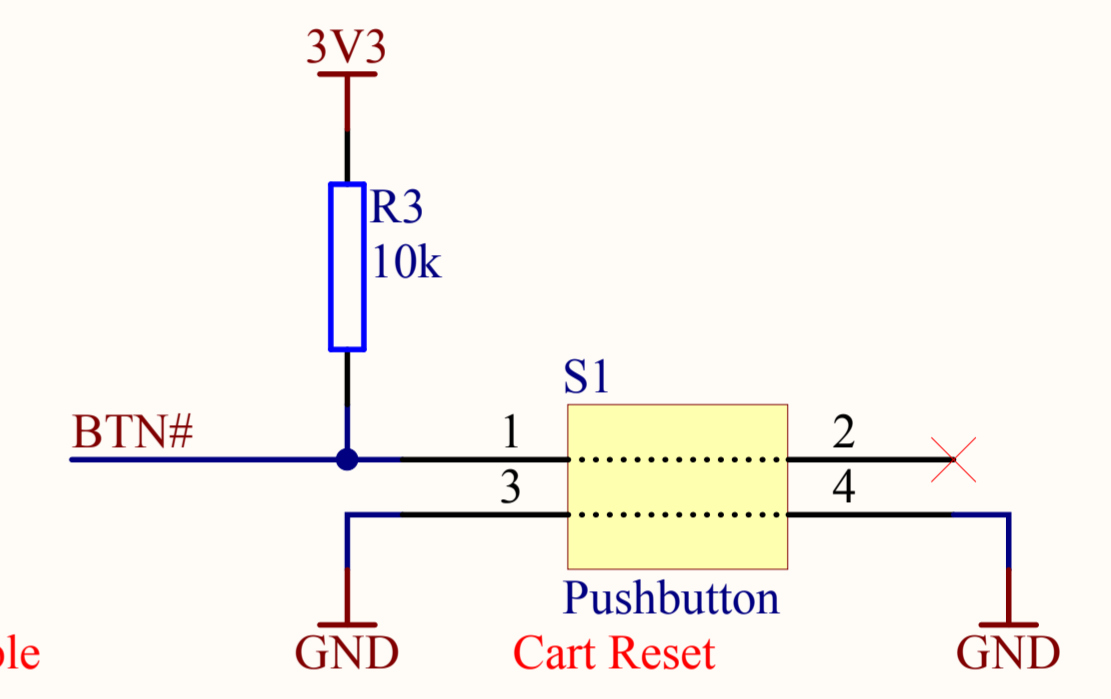 3V3
R3
10k
S1
BTN#
1
2
3
4
Pushbutton
GND
Cart Reset
GND